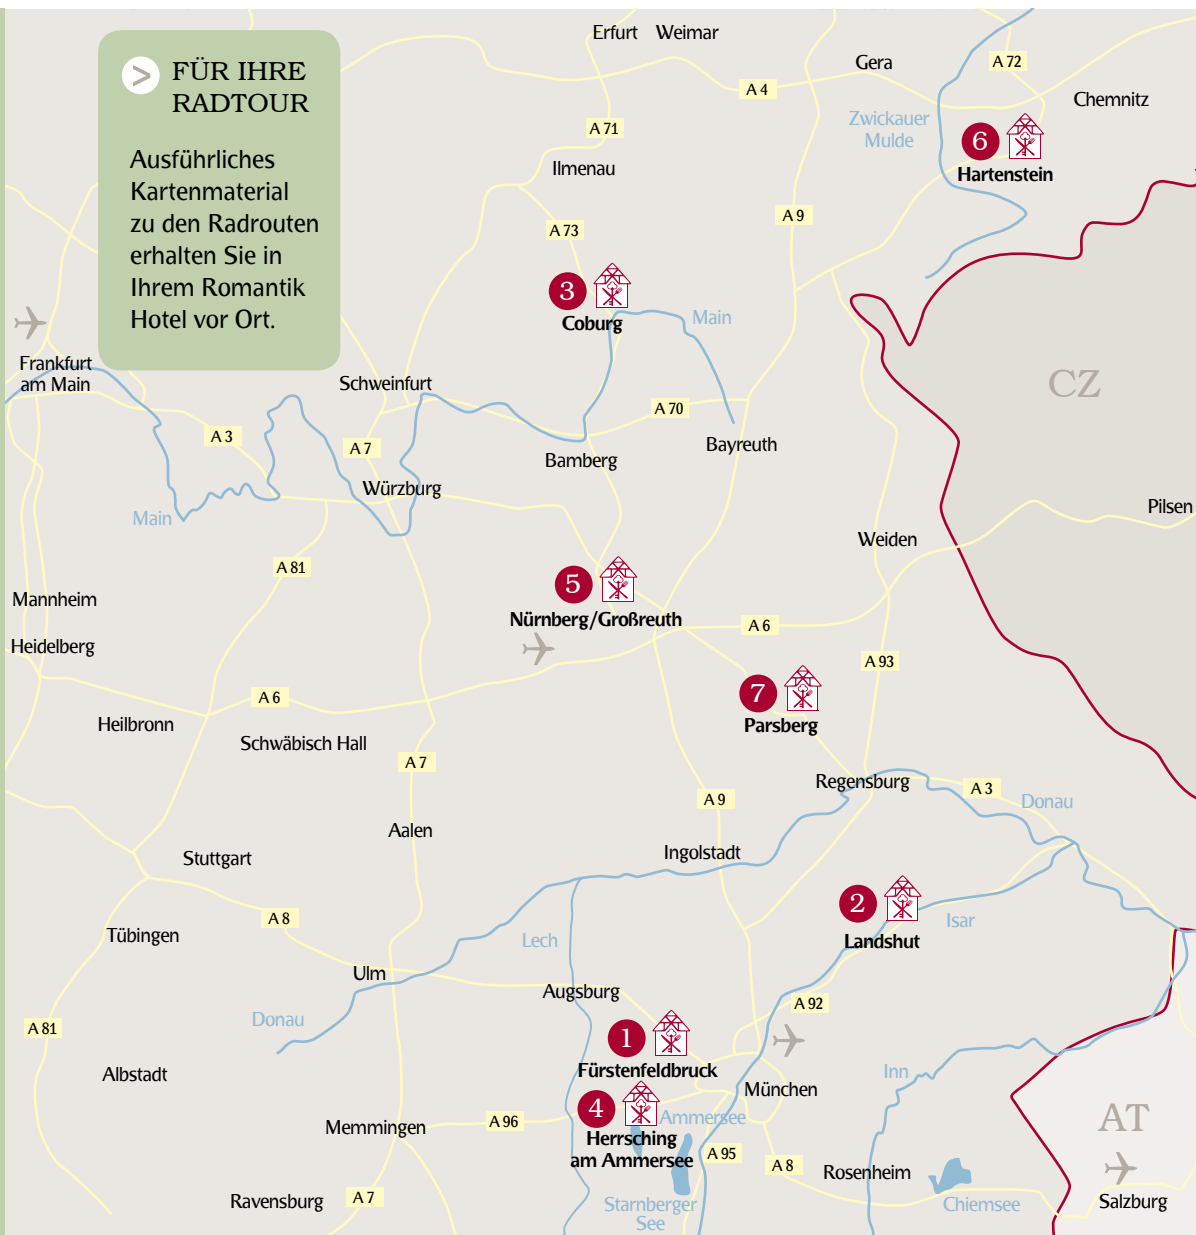 FÜR IHRE
RADTOUR
Ausführliches
Kartenmaterial
zu den Radrouten
erhalten Sie in
Ihrem Romantik
Hotel vor Ort.
Erfurt Weimar
Gera
A 72
A 4
Chemnitz
Zwickauer
Mulde
A 71
6
Hartenstein
Ilmenau
A 9
A 73
3
Coburg
Main
Frankfurt
am Main
Schweinfurt
CZ
A 70
A 3
A 7
Bayreuth
Bamberg
Würzburg
Main
Pilsen
Weiden
A 81
5
Nürnberg/Großreuth
Mannheim
A 6
Heidelberg
A 93
A 6
7
Parsberg
Heilbronn
Schwäbisch Hall
A 7
Regensburg
A 3
Donau
A 9
Aalen
Ingolstadt
Stuttgart
2
Landshut
A 8
Isar
Tübingen
Lech
Ulm
Augsburg
A 92
Donau
A 81
1
Fürstenfeldbruck
Albstadt
Inn
München
4
Herrsching
am Ammersee
Ammersee
A 96
Memmingen
AT
A 95
A 8
Rosenheim
Ravensburg
A 7
Starnberger
See
Chiemsee
Salzburg